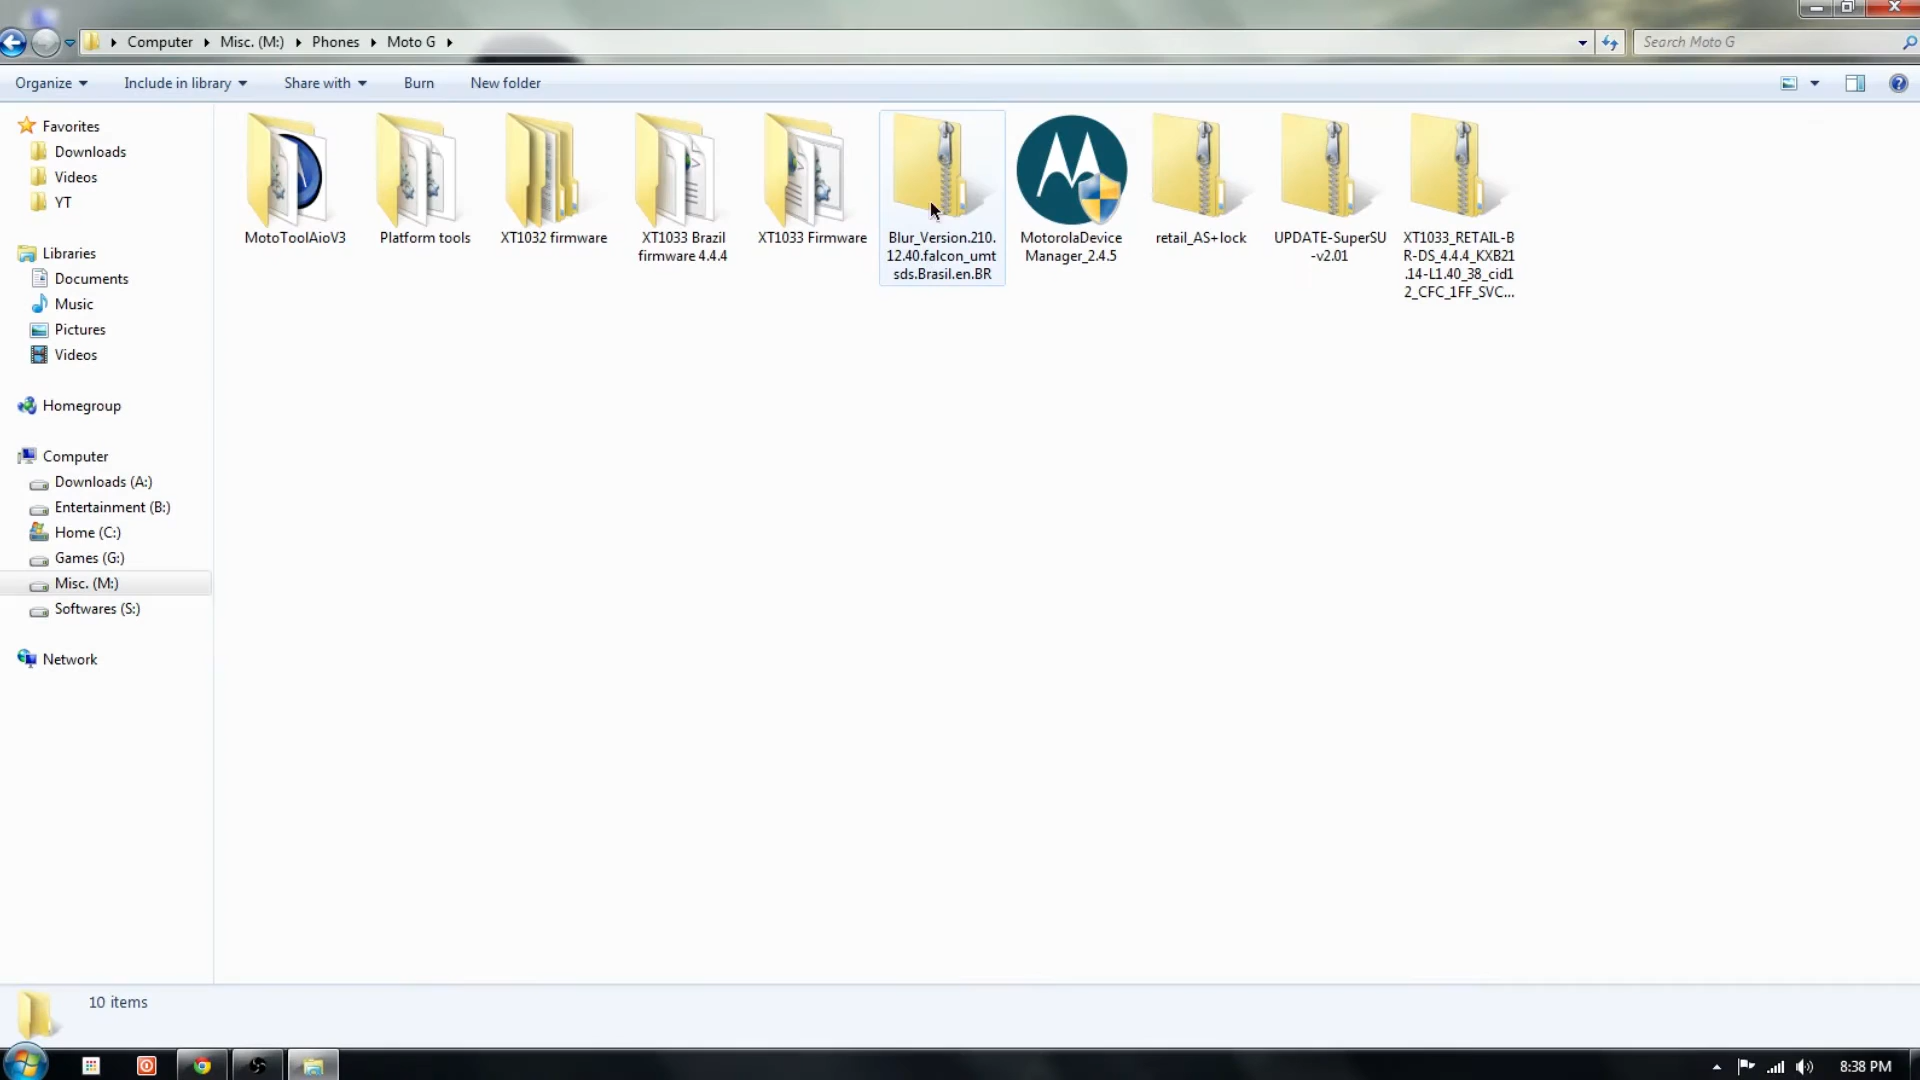 Computer Misc. (M:) Phones Moto G
Search Moto G
Organize Include in library Share with Burn New folder
Favorites
Downloads
Videos
YT
Libraries
Documents
Music
Pictures
Videos
Homegroup
Computer
Downloads (A:)
Entertainment (B:)
Home (C:)
Games (G:)
Misc. (M:)
Softwares (S:)
Network
MotoToolAioV3
Platform tools
XT1032 firmware
XT1033 Brazil
firmware 4.4.4
XT1033 Firmware
Blur_Version.210.
12.40.falcon_umt
sds.Brasil.en.BR
MotorolaDevice
Manager_2.4.5
retail_AS+lock
UPDATE-SuperSU
-v2.01
XT1033_RETAIL-B
R-DS_4.4.4_KXB21
.14-L1.40_38_cid1
2_CFC_1FF_SVC...
10 items
8:38 PM